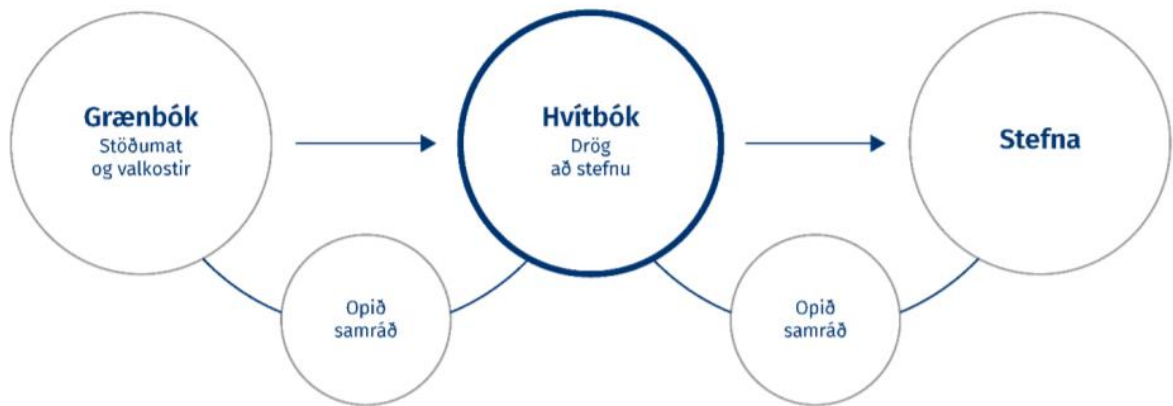 Grænbók
Stöðumat
og valkostir
Hvítbók
Drög
að stefnu
Stefna
Opið
samráð
Opið
samráð